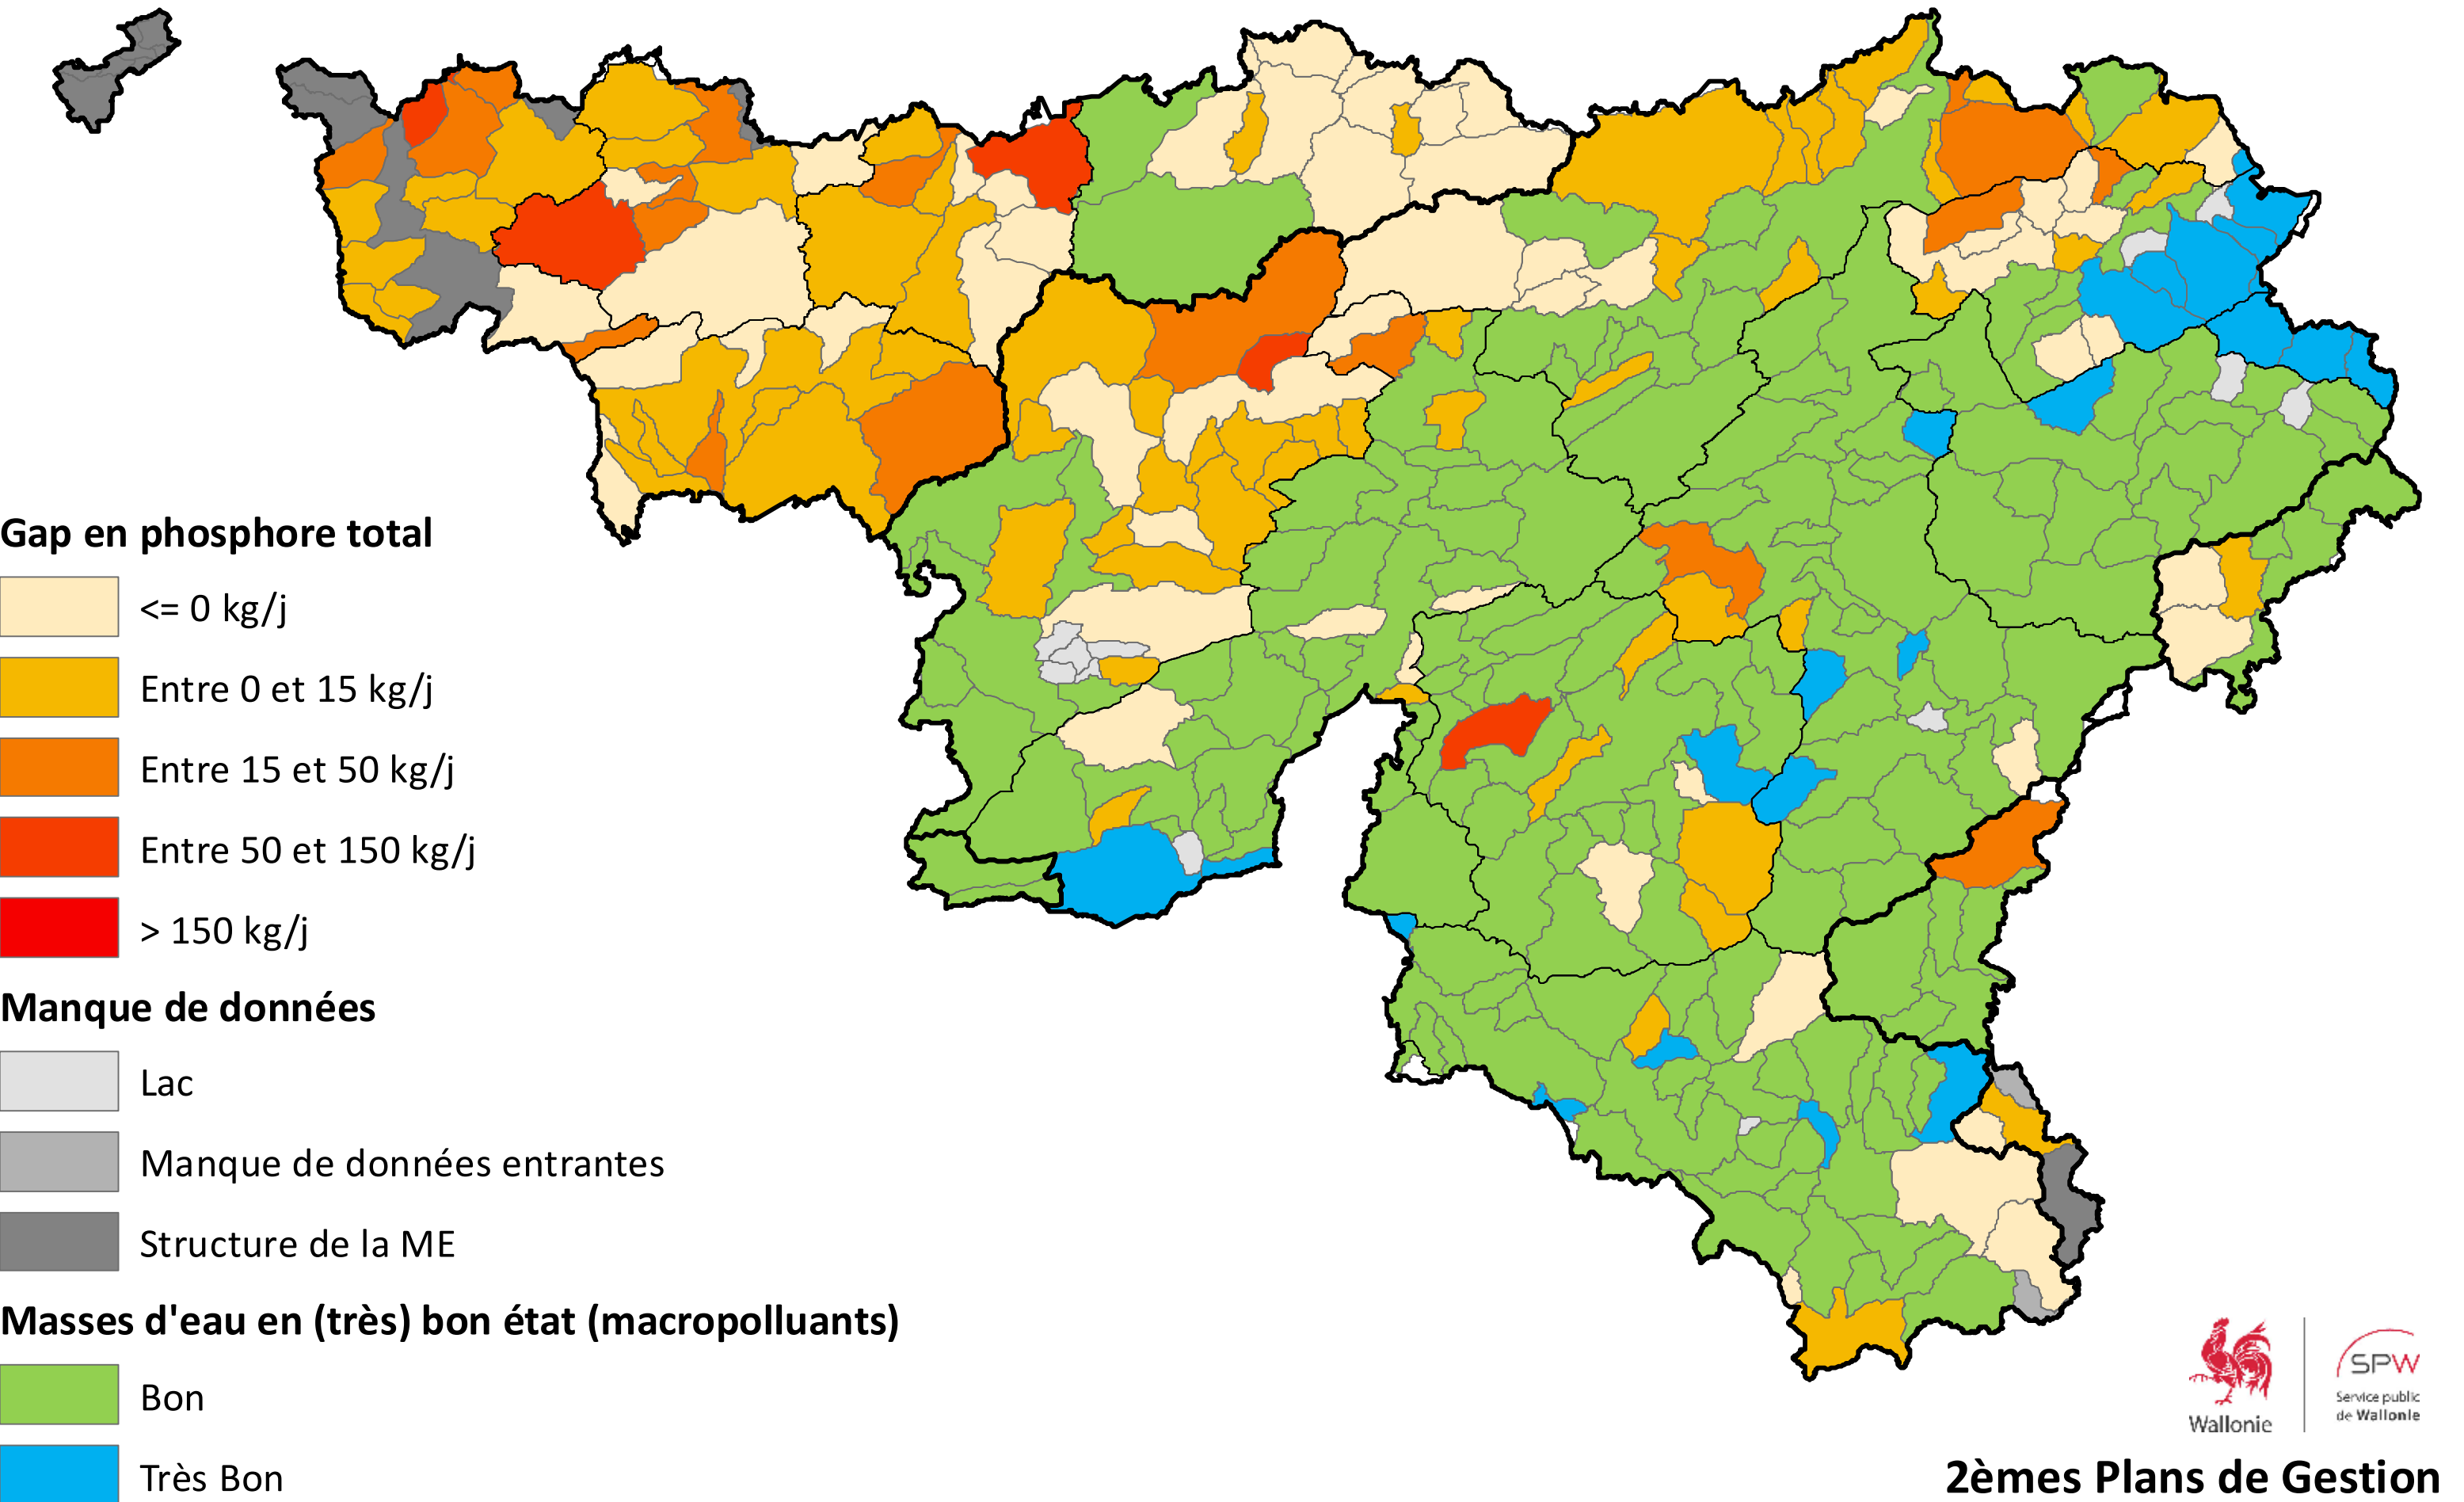 Gap en phosphore total
<= 0 kg/j
Entre 0 et 15 kg/j
Entre 15 et 50 kg/j
Entre 50 et 150 kg/j
> 150 kg/j
Manque de données
Lac
Manque de données entrantes
Structure de la ME
Masses d'eau en (très) bon état (macropolluants)
Bon
Très Bon
Wallonie
SPW
Service public
de Wallonie
2èmes Plans de Gestion